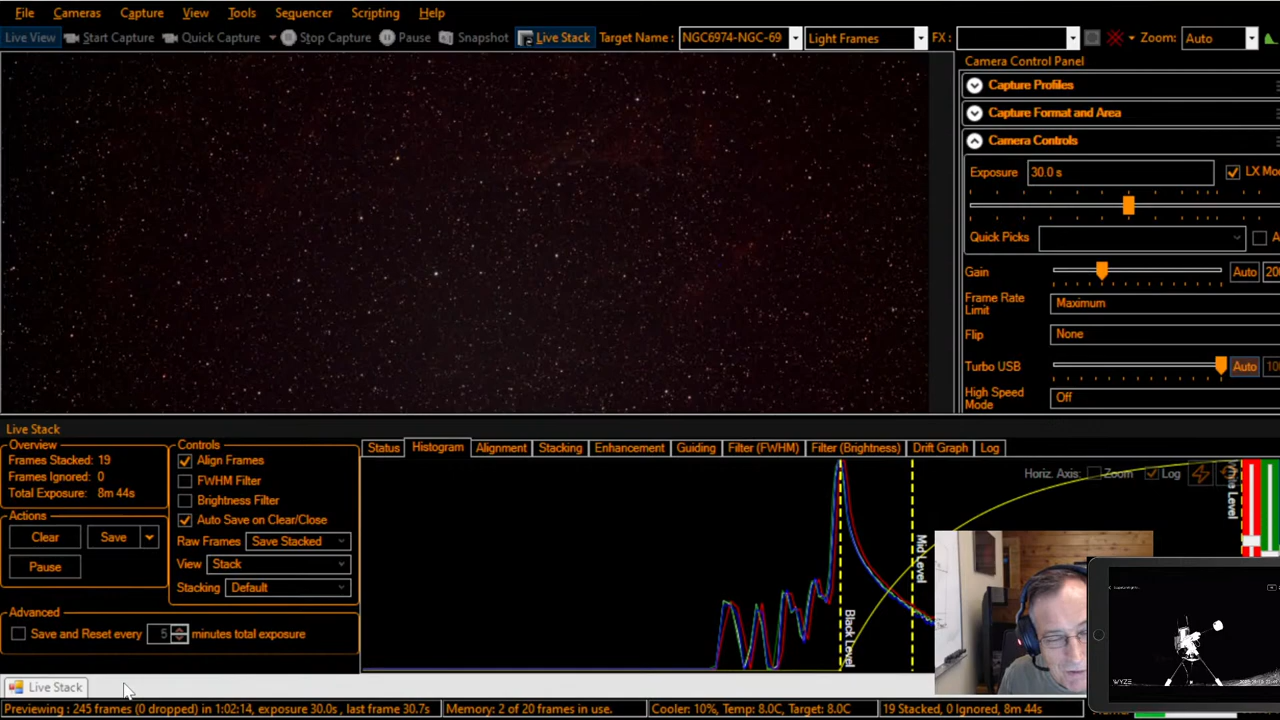 File Cameras Capture View Tools Sequencer Scripting Help
Live View Start Capture Quick Capture Stop Capture Pause Snapshot Live Stack Target Name : NGC6974-NGC-69 Light Frames FX : Zoom: Auto
Camera Control Panel
Capture Profiles
Capture Format and Area
Camera Controls
Exposure 30.0 s LX Mo
Quick Picks
Gain Auto 20
Frame Rate Limit Maximum
Flip None
Turbo USB Auto 10
High Speed Mode Off
Live Stack
Overview
Frames Stacked: 19
Frames Ignored: 0
Total Exposure: 8m 44s
Actions
Clear Save
Pause
Controls
Align Frames
FWHM Filter
Brightness Filter
Auto Save on Clear/Close
Raw Frames Save Stacked
View Stack
Stacking Default
Advanced
Save and Reset every 5 minutes total exposure
Status Histogram Alignment Stacking Enhancement Guiding Filter (FWHM) Filter (Brightness) Drift Graph Log
Horiz. Axis: Zoom Log
Black Level
Mid Level
White Level
WYZE
Live Stack
Previewing : 245 frames (0 dropped) in 1:02:14, exposure 30.0s , last frame 30.7s Memory: 2 of 20 frames in use. Cooler: 10%, Temp: 8.0C, Target: 8.0C 19 Stacked, 0 Ignored, 8m 44s